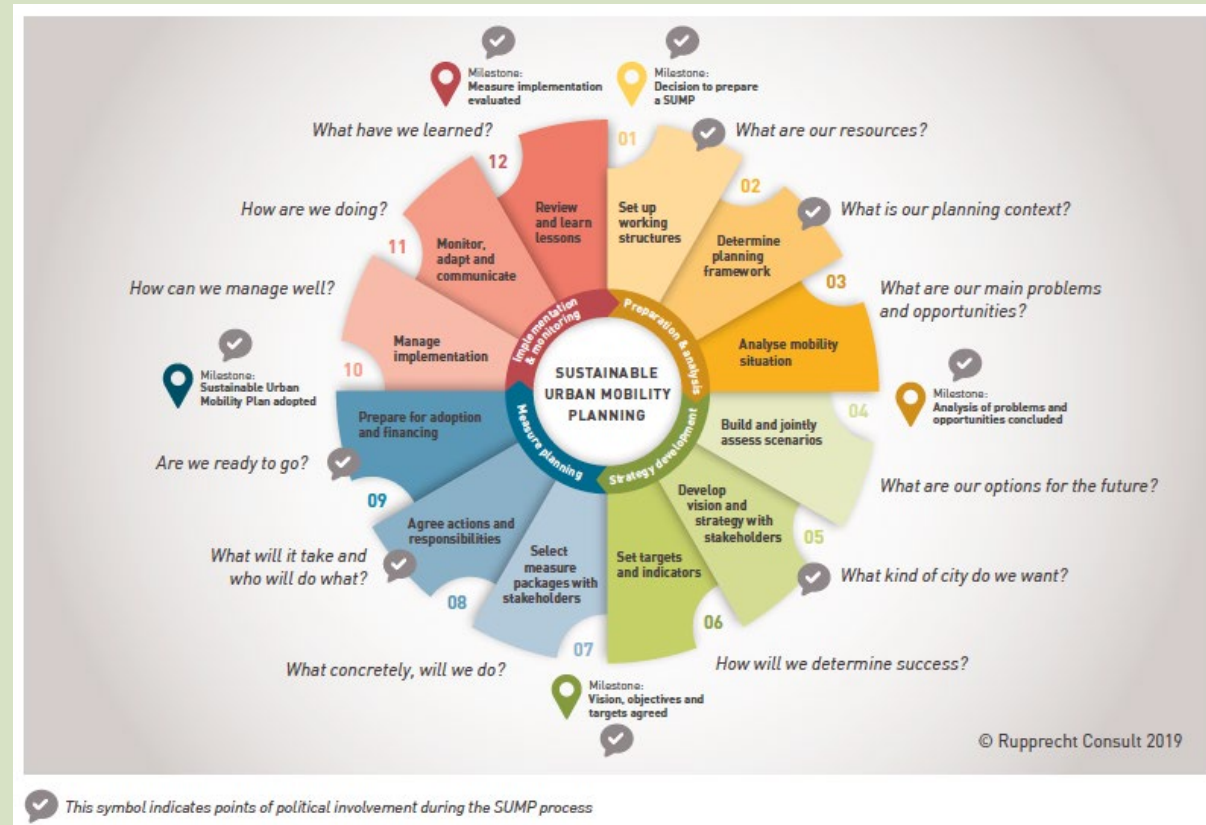 Milestone:
Measure implementation
evaluated
Milestone:
Decision to prepare
a SUMP
What have we learned?
What are our resources?
12
01
02
Review
and learn
lessons
Set up
working
structures
How are we doing?
What is our planning context?
11
Monitor,
adapt and
communicate
Determine
planning
framework
03
How can we manage well?
What are our main problems
and opportunities?
Manage
implementation
Analyse mobility
situation
10
Implementation
& monitoring
Preparation & analysis
SUSTAINABLE
URBAN MOBILITY
PLANNING
Measure planning
Strategy development
Milestone:
Sustainable Urban
Mobility Plan adopted
Milestone:
Analysis of problems and
opportunities concluded
04
Prepare for adoption
and financing
Build and jointly
assess scenarios
Are we ready to go?
What are our options for the future?
09
Agree actions and
responsibilities
Develop
vision and
strategy with
stakeholders
05
What will it take and
who will do what?
Select
measure
packages with
stakeholders
Set targets
and indicators
What kind of city do we want?
08
06
07
What concretely, will we do?
How will we determine success?
Milestone:
Vision, objectives and
targets agreed
© Rupprecht Consult 2019
This symbol indicates points of political involvement during the SUMP process